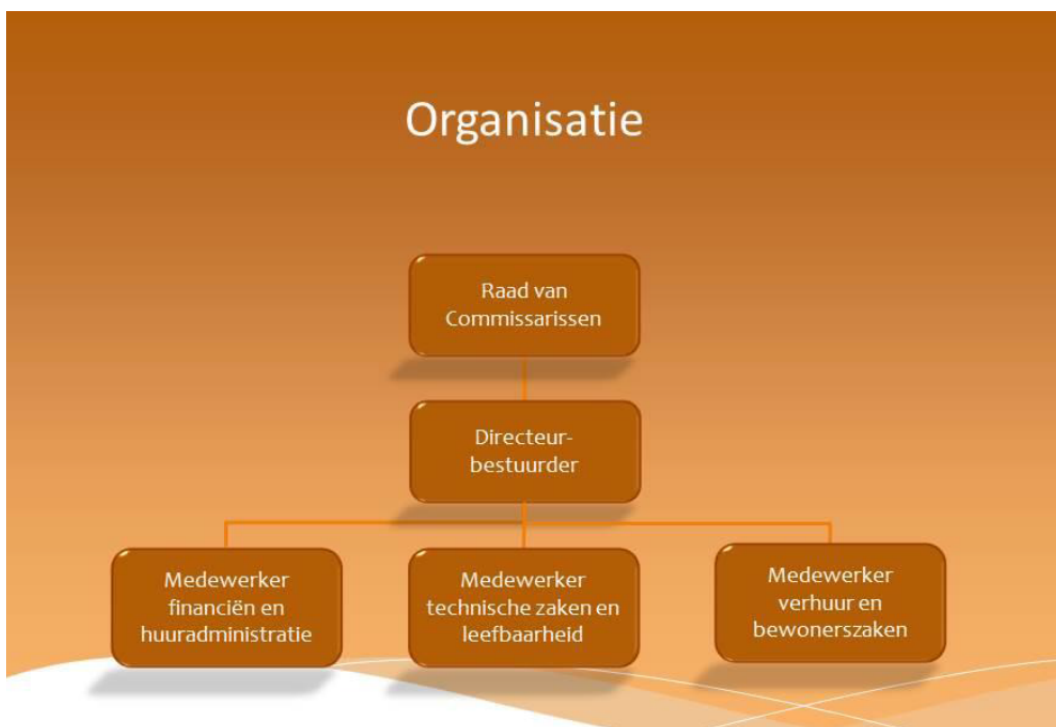 Organisatie
Raad van
Commissarissen
Directeur-
bestuurder
Medewerker
financiën en
huuradministratie
Medewerker
technische zaken en
leefbaarheid
Medewerker
verhuur en
bewonerszaken